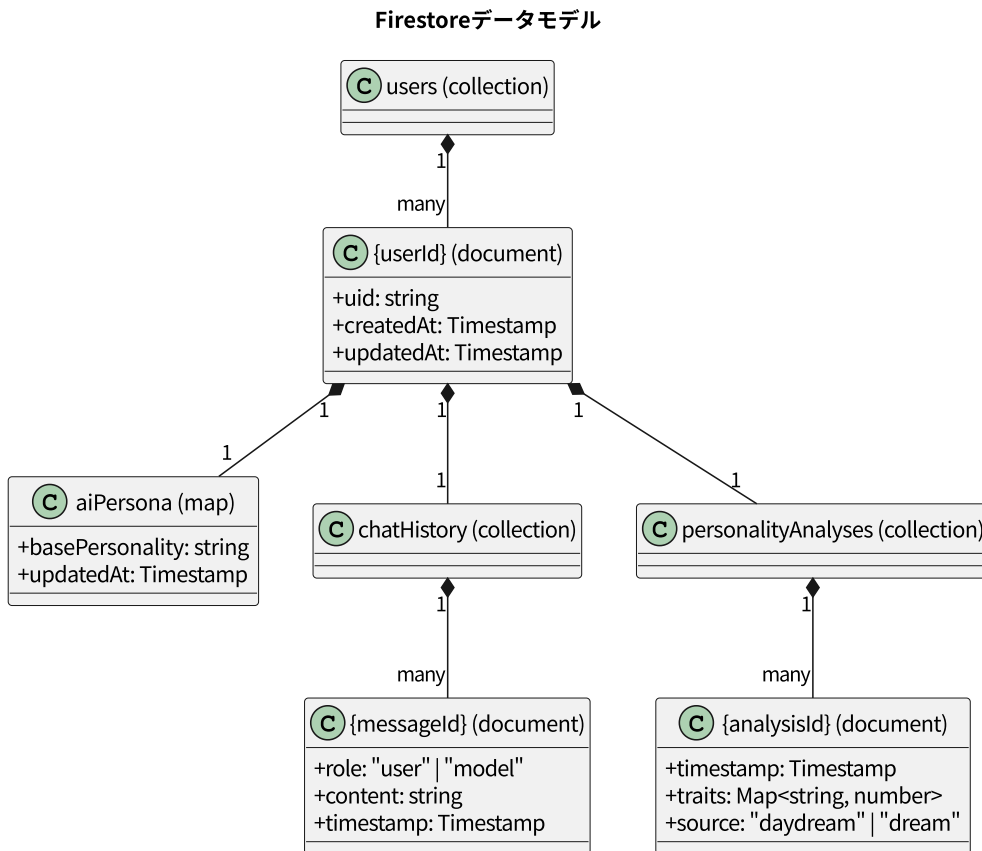 Firestoreデータモデル
C users (collection)
1
many
C {userId} (document)
+uid: string
+createdAt: Timestamp
+updatedAt: Timestamp
1
1
1
1
1
1
C aiPersona (map)
+basePersonality: string
+updatedAt: Timestamp
C chatHistory (collection)
C personalityAnalyses (collection)
1
1
many
many
C {messageId} (document)
+role: "user" | "model"
+content: string
+timestamp: Timestamp
C {analysisId} (document)
+timestamp: Timestamp
+traits: Map<string, number>
+source: "daydream" | "dream"